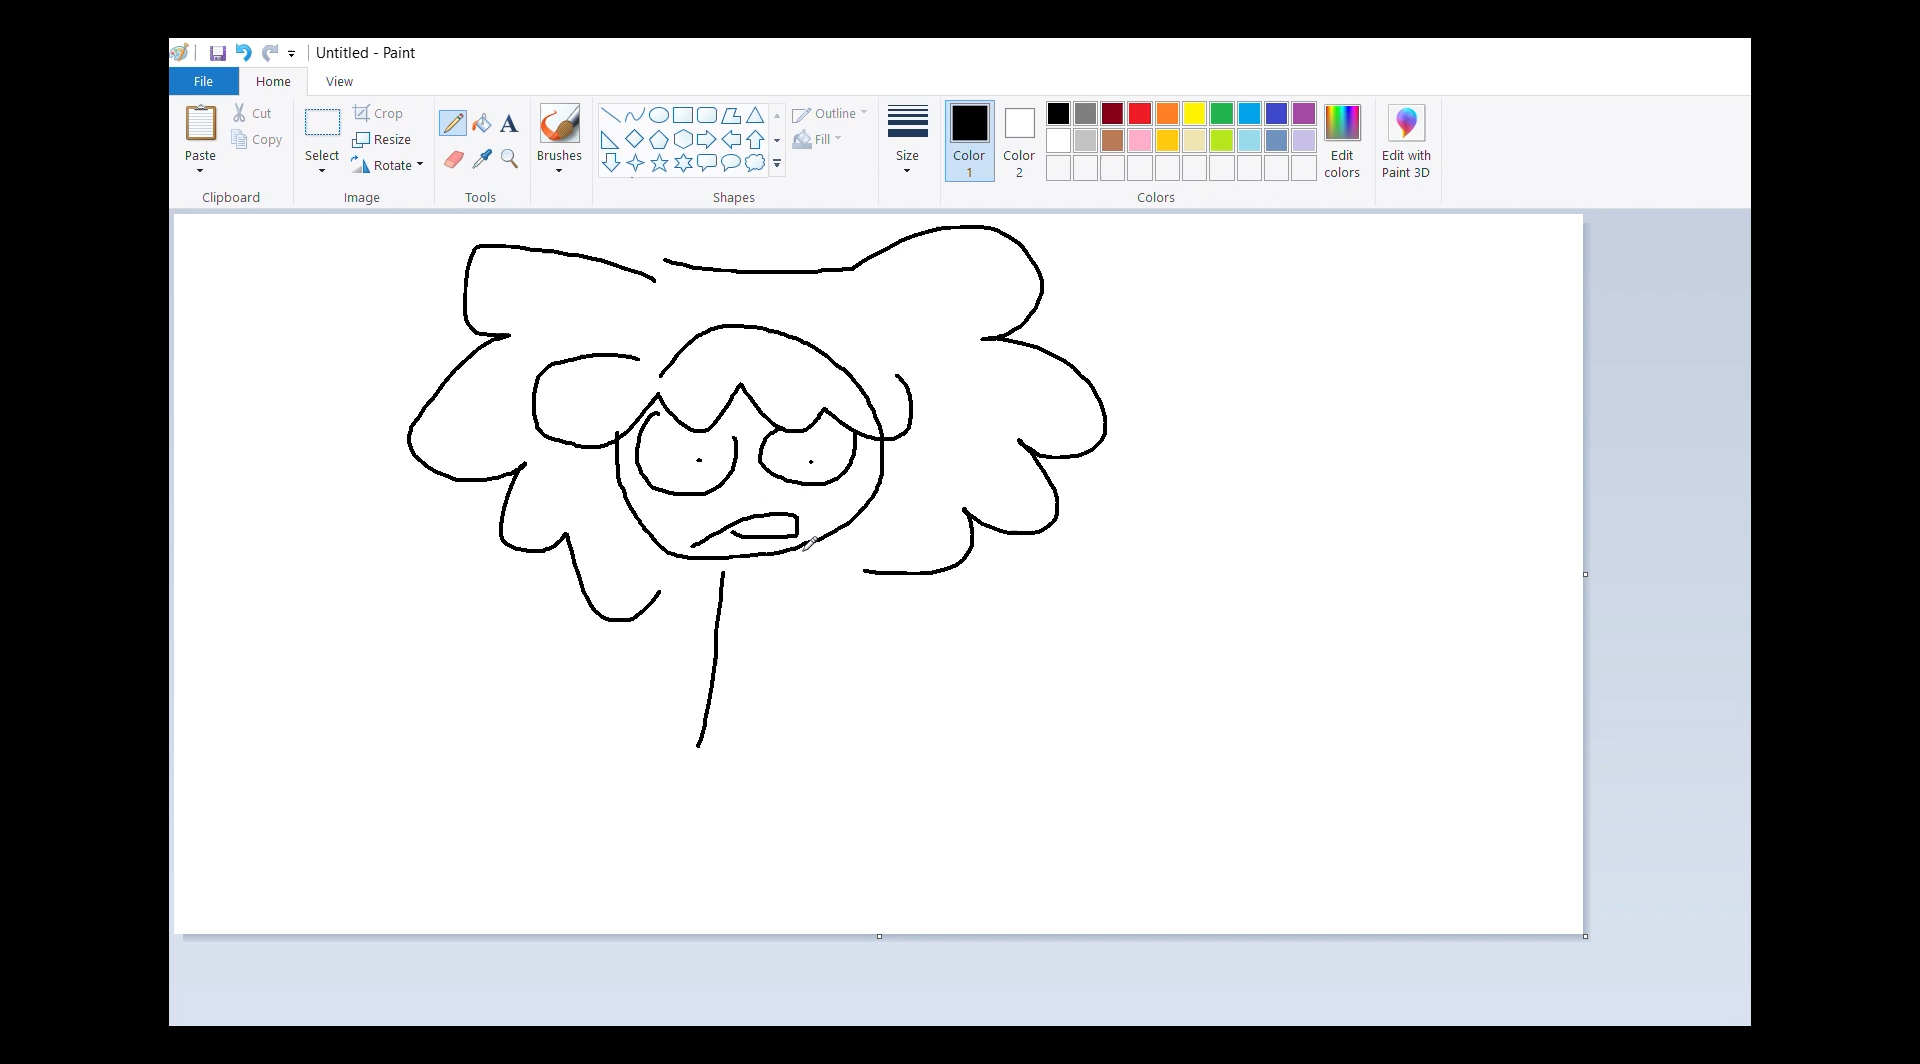 Untitled - Paint
File Home View
Paste
Cut
Copy
Clipboard
Select
Crop
Resize
Rotate
Image
A
Tools
Brushes
Outline
Fill
Shapes
Size
Color 1
Color 2
Edit colors
Colors
Edit with Paint 3D